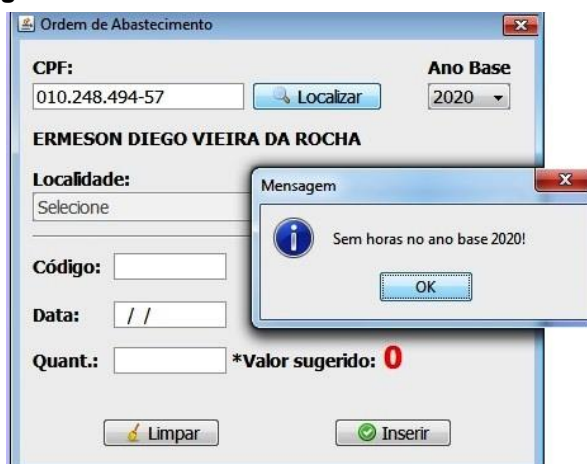 Ordem de Abastecimento
CPF:
Ano Base
010.248.494-57
Localizar
2020
ERMESON DIEGO VIEIRA DA ROCHA
Localidade:
Selecione
Mensagem
Sem horas no ano base 2020!
OK
Código:
Data: / /
Quant.: *Valor sugerido: 0
Limpar
Inserir